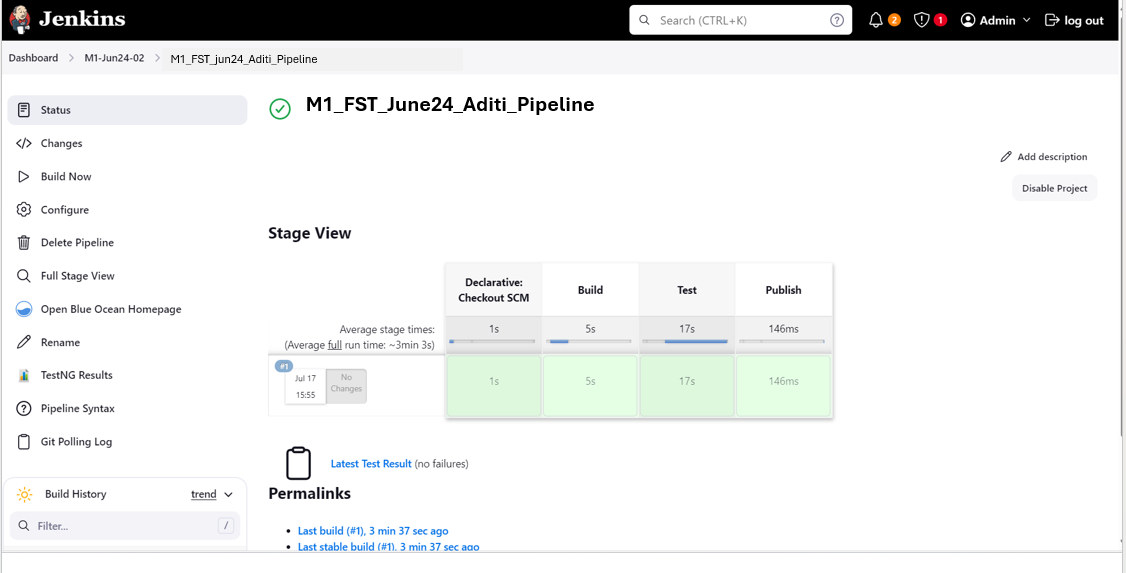 Jenkins
Search (CTRL+K)
?
2
1
Admin
log out
Dashboard > M1-Jun24-02 > M1_FST_jun24_Aditi_Pipeline
Status
Changes
Build Now
Configure
Delete Pipeline
Full Stage View
Open Blue Ocean Homepage
Rename
TestNG Results
Pipeline Syntax
Git Polling Log
Build History
trend
Filter...
/
M1_FST_June24_Aditi_Pipeline
Add description
Disable Project
Stage View
Declarative:
Checkout SCM
Build
Test
Publish
Average stage times:
(Average full run time: ~3min 3s)
1s
5s
17s
146ms
#1
Jul 17
15:55
No
Changes
1s
5s
17s
146ms
Latest Test Result (no failures)
Permalinks
Last build (#1), 3 min 37 sec ago
Last stable build (#1), 3 min 37 sec ago